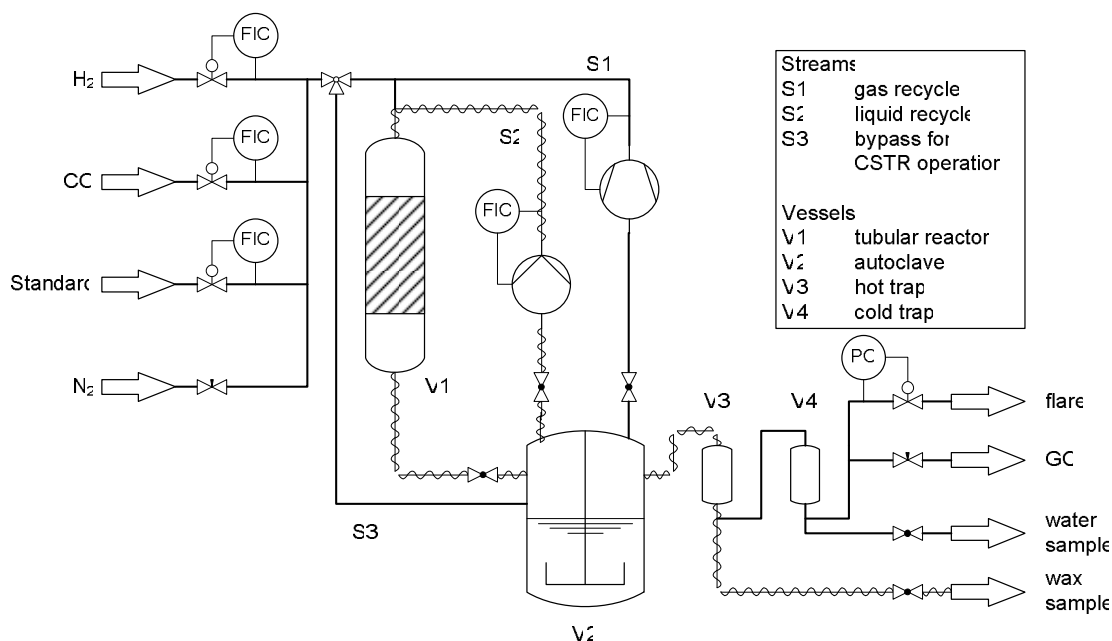 FIC
H2
FIC
CO
FIC
Standard
N2
S1
S2
FIC
FIC
V1
S3
V2
V3
V4
PC
Streams
S1 gas recycle
S2 liquid recycle
S3 bypass for
CSTR operation
Vessels
V1 tubular reactor
V2 autoclave
V3 hot trap
V4 cold trap
flare
GC
water
sample
wax
sample